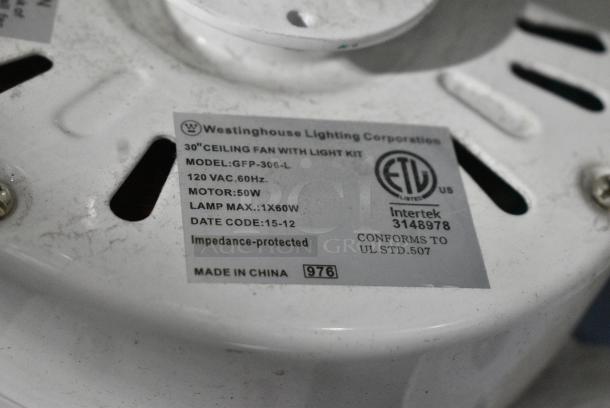 Westinghouse Lighting Corporation
30" CEILING FAN WITH LIGHT KIT
MODEL:GFP-306-L
120 VAC.60Hz.
MOTOR:50W
LAMP MAX.:1X60W
DATE CODE:15-12
Impedance-protected
MADE IN CHINA 976
ETL
LISTED
US
Intertek
3148978
CONFORMS TO
UL STD.507
AUCTION GR